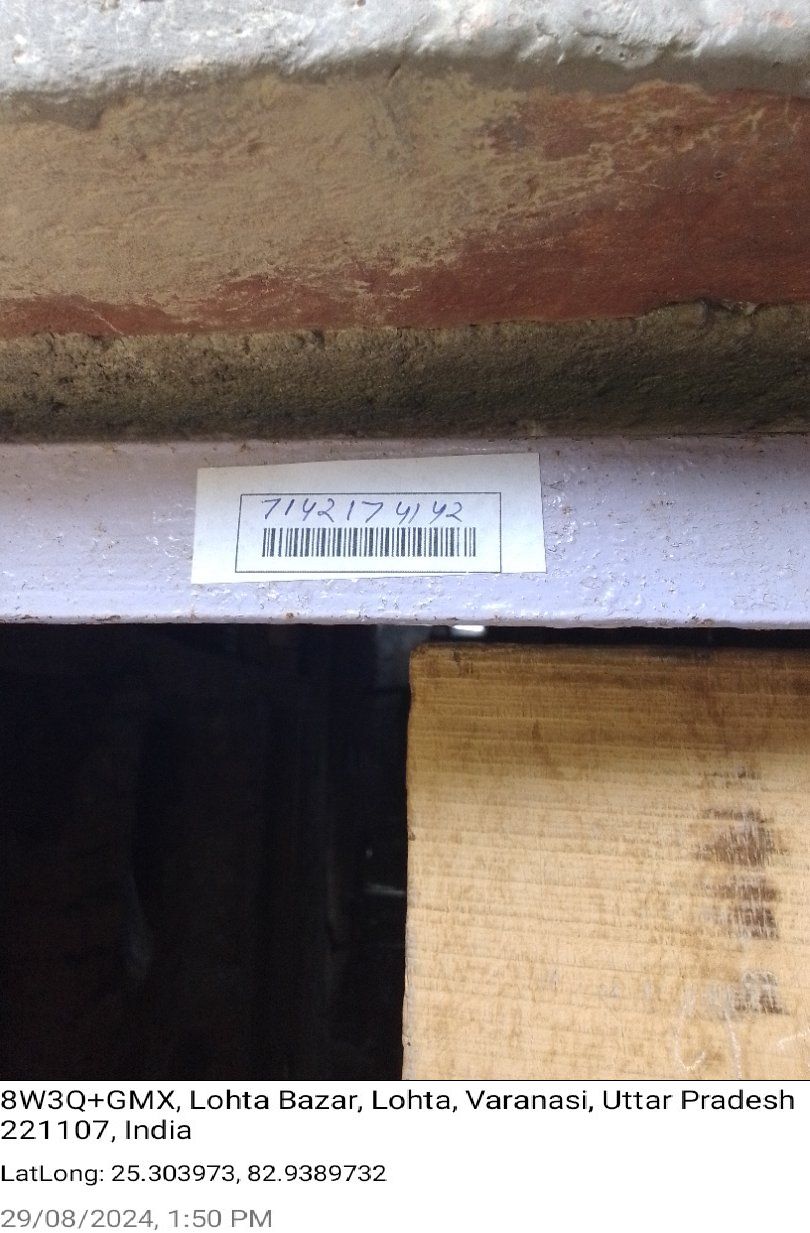 7142174142
8W3Q+GMX, Lohta Bazar, Lohta, Varanasi, Uttar Pradesh
221107, India
LatLong: 25.303973, 82.9389732
29/08/2024, 1:50 PM